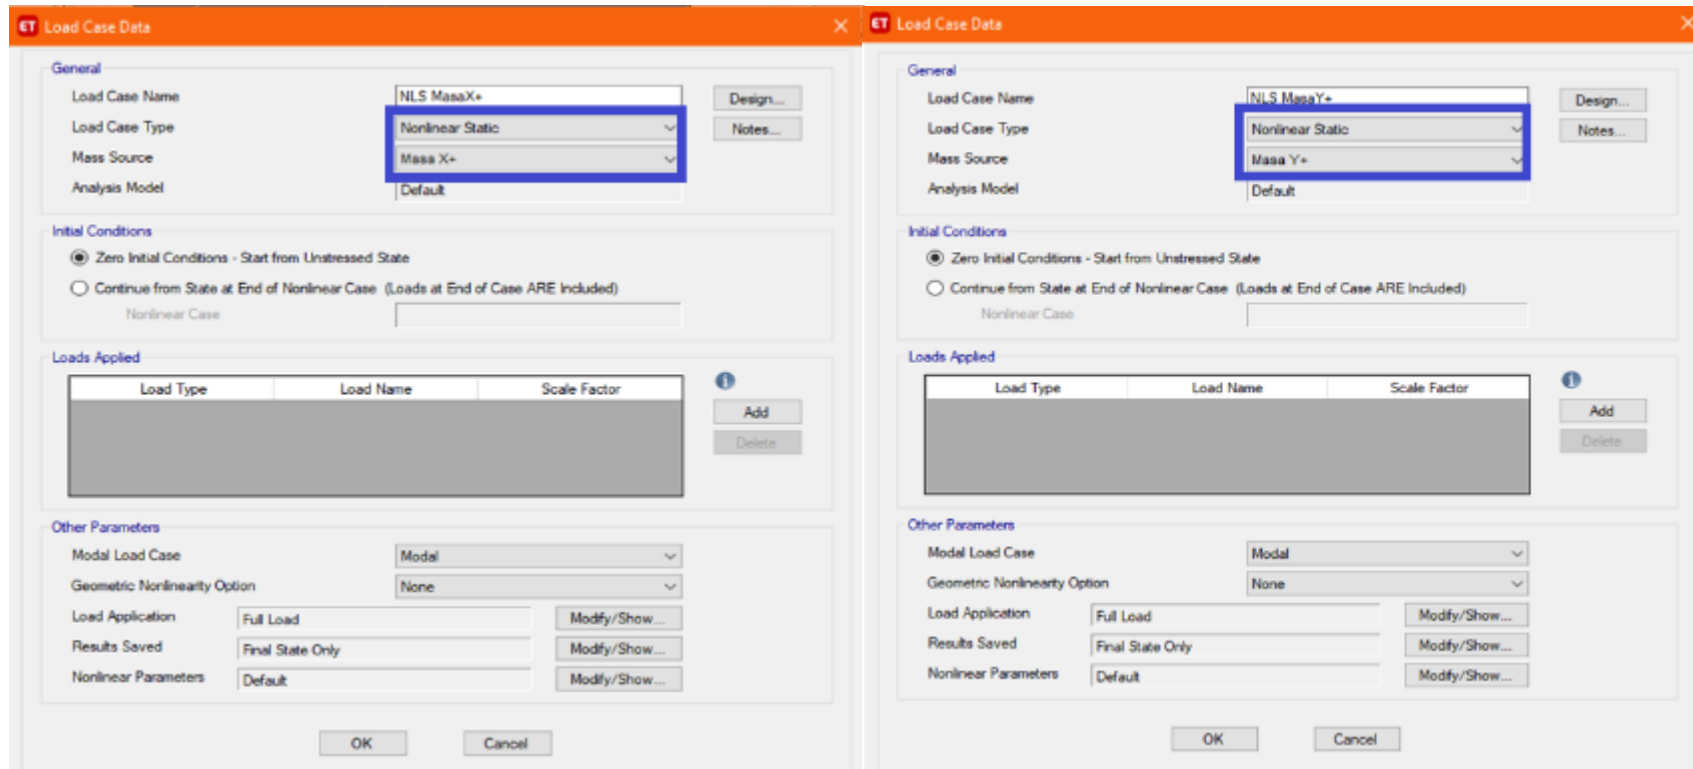 ET Load Case Data
General
Load Case Name NLS MasaX+ Design...
Load Case Type Nonlinear Static Notes...
Mass Source Masa X+
Analysis Model Default
Initial Conditions
Zero Initial Conditions - Start from Unstressed State
Continue from State at End of Nonlinear Case (Loads at End of Case ARE Included)
Nonlinear Case
Loads Applied
Load Type Load Name Scale Factor
Add
Delete
Other Parameters
Modal Load Case Modal
Geometric Nonlinearity Option None
Load Application Full Load Modify/Show...
Results Saved Final State Only Modify/Show...
Nonlinear Parameters Default Modify/Show...
OK Cancel
ET Load Case Data
General
Load Case Name NLS MasaY+ Design...
Load Case Type Nonlinear Static Notes...
Mass Source Masa Y+
Analysis Model Default
Initial Conditions
Zero Initial Conditions - Start from Unstressed State
Continue from State at End of Nonlinear Case (Loads at End of Case ARE Included)
Nonlinear Case
Loads Applied
Load Type Load Name Scale Factor
Add
Delete
Other Parameters
Modal Load Case Modal
Geometric Nonlinearity Option None
Load Application Full Load Modify/Show...
Results Saved Final State Only Modify/Show...
Nonlinear Parameters Default Modify/Show...
OK Cancel